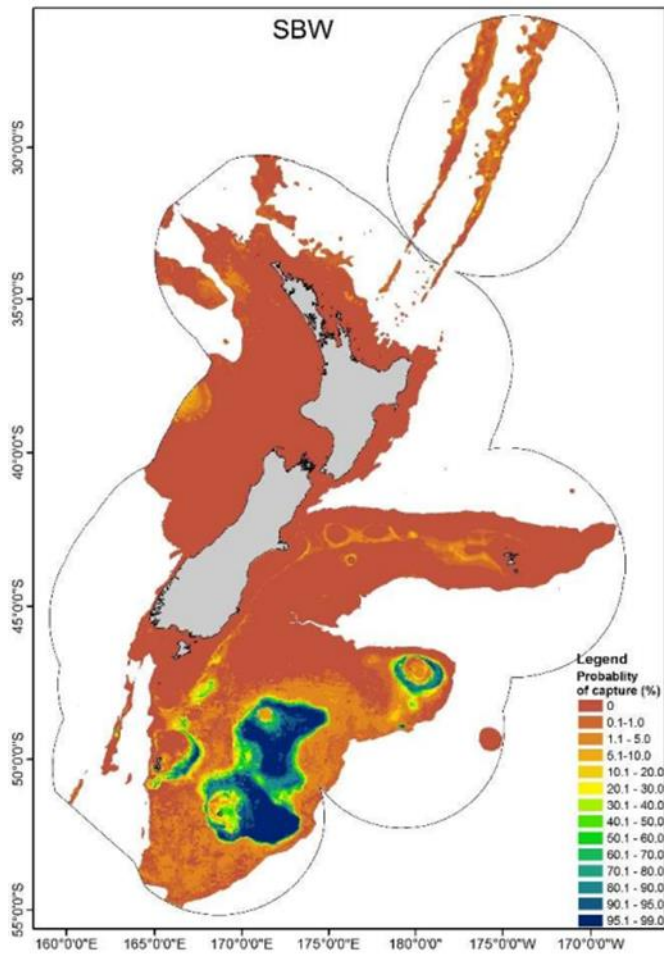 SBW
30°0'0"S
35°0'0"S
40°0'0"S
45°0'0"S
50°0'0"S
55°0'0"S
Legend
Probablity
of capture (%)
0
0.1-1.0
1.1 - 5.0
5.1-10.0
10.1 - 20.0
20.1 - 30.0
30.1 - 40.0
40.1 - 50.0
50.1 - 60.0
60.1 - 70.0
70.1 - 80.0
80.1 - 90.0
90.1 - 95.0
95.1 - 99.0
160°0'0"E 165°0'0"E 170°0'0"E 175°0'0"E 180°0'0" 175°0'0"W 170°0'0"W